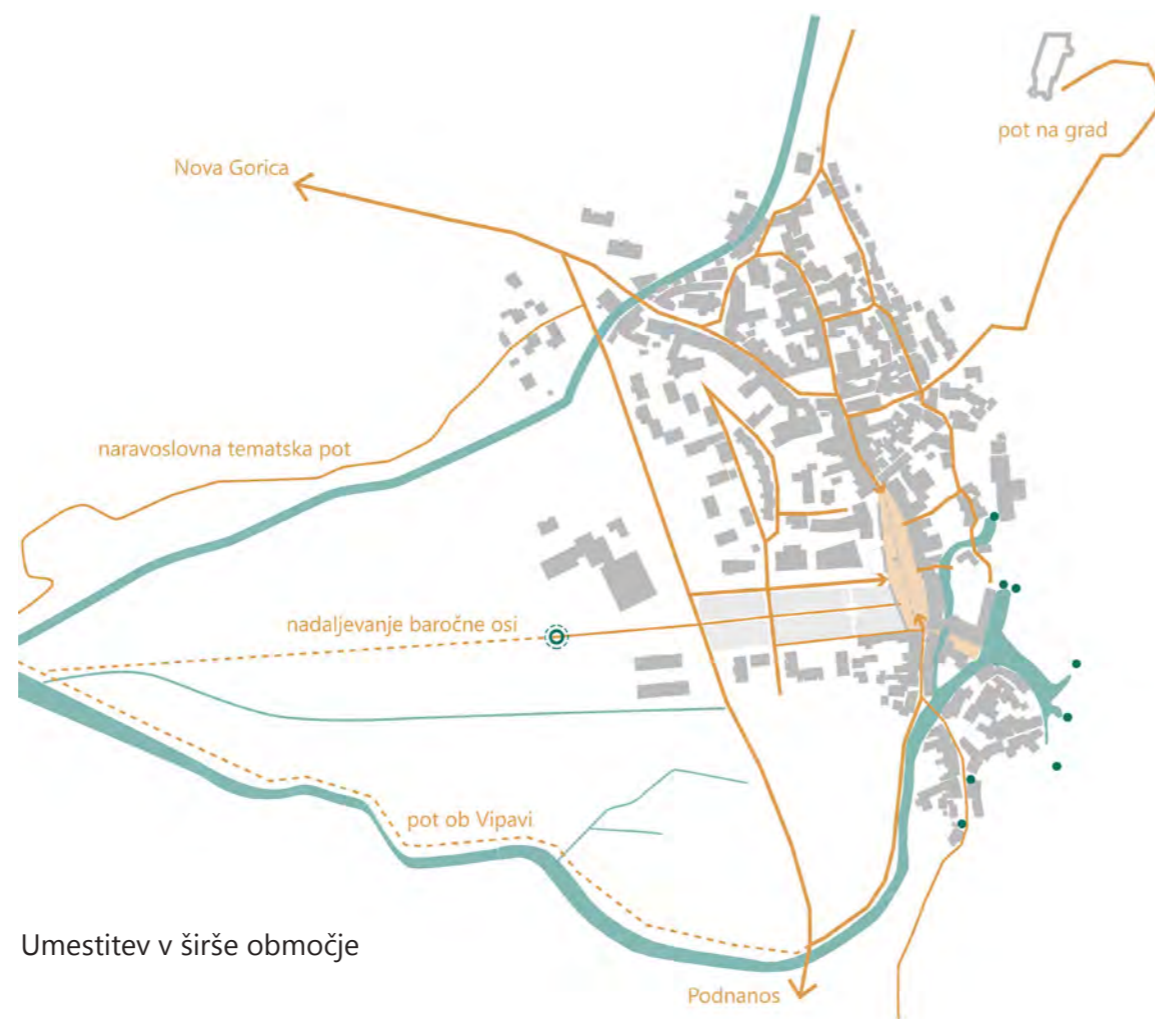 pot na grad
Nova Gorica
naravoslovna tematska pot
nadaljevanje baročne osi
pot ob Vipavi
Umestitev v širše območje
Podnanos